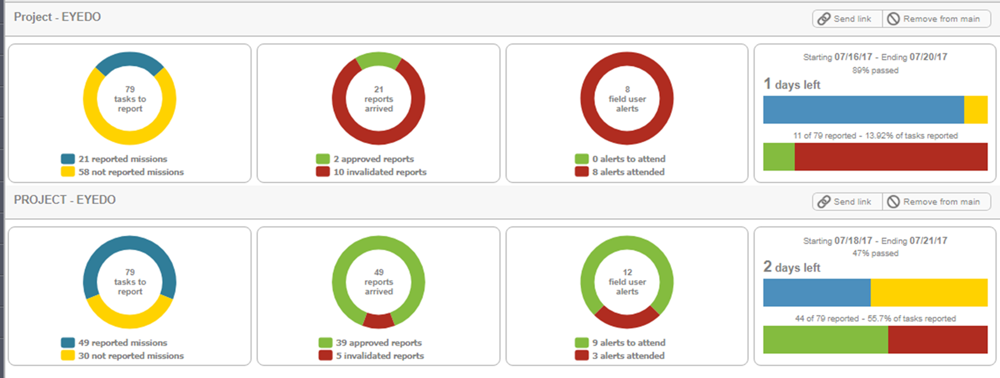 Project - EYEDO
Send link
Remove from main
79
tasks to
report
21 reported missions
58 not reported missions
21
reports
arrived
2 approved reports
10 invalidated reports
8
field user
alerts
0 alerts to attend
8 alerts attended
Starting 07/16/17 - Ending 07/20/17
89% passed
1 days left
11 of 79 reported - 13.92% of tasks reported
PROJECT - EYEDO
Send link
Remove from main
79
tasks to
report
49 reported missions
30 not reported missions
49
reports
arrived
39 approved reports
5 invalidated reports
12
field user
alerts
9 alerts to attend
3 alerts attended
Starting 07/18/17 - Ending 07/21/17
47% passed
2 days left
44 of 79 reported - 55.7% of tasks reported